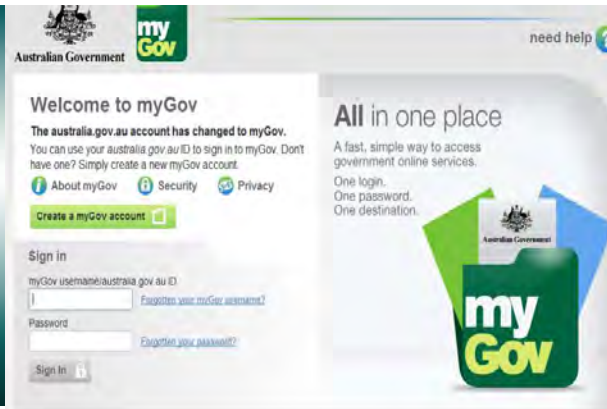 Australian Government
my
Gov
need help ?
Welcome to myGov
The australia.gov.au account has changed to myGov.
You can use your australia.gov.au ID to sign in to myGov. Don't
have one? Simply create a new myGov account.
i About myGov
Security
Privacy
Create a myGov account
Sign in
myGov username/australia.gov.au ID
Forgotten your myGov username?
Password
Forgotten your password?
Sign In
All in one place
A fast, simple way to access
government online services.
One login.
One password.
One destination.
Australian Government
my
Gov